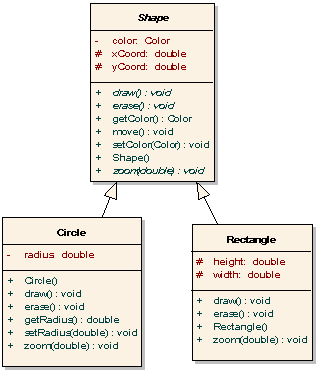 Shape
- color: Color
# xCoord: double
# yCoord: double
+ draw() : void
+ erase() : void
+ getColor() : Color
+ move() : void
+ setColor(Color) : void
+ Shape()
+ zoom(double) : void
Circle
- radius: double
+ Circle()
+ draw() : void
+ erase() : void
+ getRadius() : double
+ setRadius(double) : void
+ zoom(double) : void
Rectangle
# height: double
# width: double
+ draw() : void
+ erase() : void
+ Rectangle()
+ zoom(double) : void